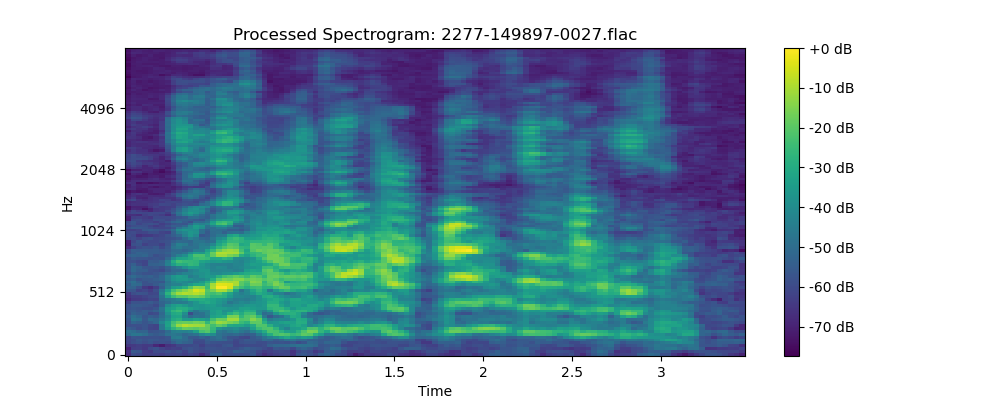 Processed Spectrogram: 2277-149897-0027.flac
Hz
4096
2048
1024
512
0
0 0.5 1 1.5 2 2.5 3
Time
+0 dB
-10 dB
-20 dB
-30 dB
-40 dB
-50 dB
-60 dB
-70 dB